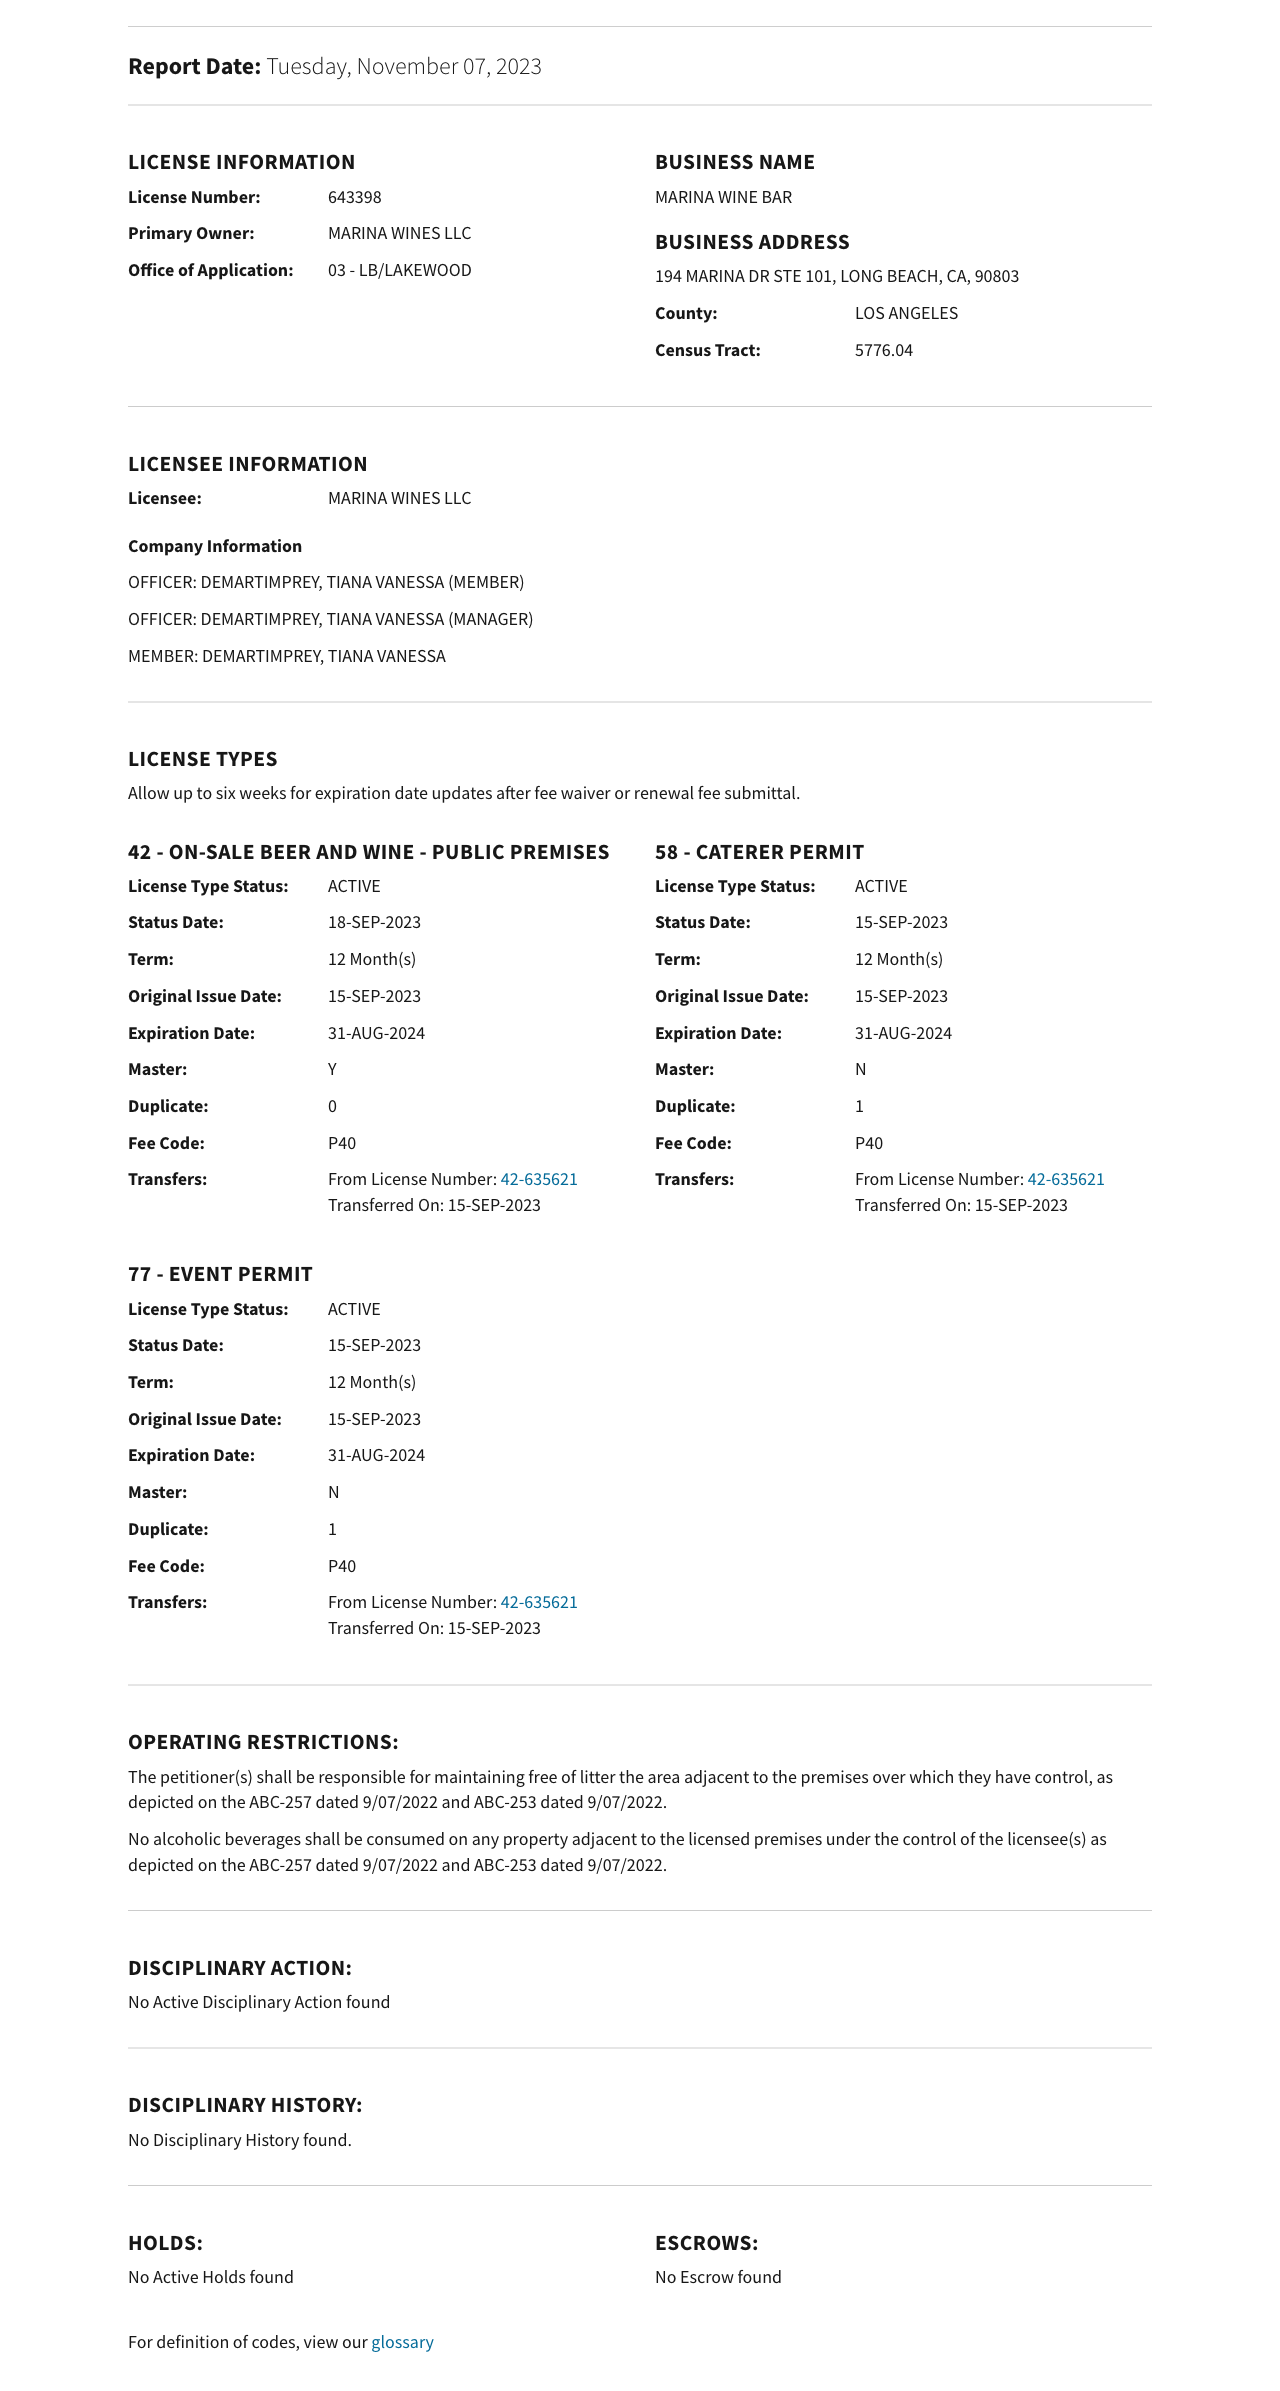 Report Date: Tuesday, November 07, 2023
LICENSE INFORMATION
License Number: 643398
Primary Owner: MARINA WINES LLC
Office of Application: 03 - LB/LAKEWOOD
BUSINESS NAME
MARINA WINE BAR
BUSINESS ADDRESS
194 MARINA DR STE 101, LONG BEACH, CA, 90803
County: LOS ANGELES
Census Tract: 5776.04
LICENSEE INFORMATION
Licensee: MARINA WINES LLC
Company Information
OFFICER: DEMARTIMPREY, TIANA VANESSA (MEMBER)
OFFICER: DEMARTIMPREY, TIANA VANESSA (MANAGER)
MEMBER: DEMARTIMPREY, TIANA VANESSA
LICENSE TYPES
Allow up to six weeks for expiration date updates after fee waiver or renewal fee submittal.
42 - ON-SALE BEER AND WINE - PUBLIC PREMISES
License Type Status: ACTIVE
Status Date: 18-SEP-2023
Term: 12 Month(s)
Original Issue Date: 15-SEP-2023
Expiration Date: 31-AUG-2024
Master: Y
Duplicate: 0
Fee Code: P40
Transfers: From License Number: 42-635621
Transferred On: 15-SEP-2023
58 - CATERER PERMIT
License Type Status: ACTIVE
Status Date: 15-SEP-2023
Term: 12 Month(s)
Original Issue Date: 15-SEP-2023
Expiration Date: 31-AUG-2024
Master: N
Duplicate: 1
Fee Code: P40
Transfers: From License Number: 42-635621
Transferred On: 15-SEP-2023
77 - EVENT PERMIT
License Type Status: ACTIVE
Status Date: 15-SEP-2023
Term: 12 Month(s)
Original Issue Date: 15-SEP-2023
Expiration Date: 31-AUG-2024
Master: N
Duplicate: 1
Fee Code: P40
Transfers: From License Number: 42-635621
Transferred On: 15-SEP-2023
OPERATING RESTRICTIONS:
The petitioner(s) shall be responsible for maintaining free of litter the area adjacent to the premises over which they have control, as
depicted on the ABC-257 dated 9/07/2022 and ABC-253 dated 9/07/2022.
No alcoholic beverages shall be consumed on any property adjacent to the licensed premises under the control of the licensee(s) as
depicted on the ABC-257 dated 9/07/2022 and ABC-253 dated 9/07/2022.
DISCIPLINARY ACTION:
No Active Disciplinary Action found
DISCIPLINARY HISTORY:
No Disciplinary History found.
HOLDS:
No Active Holds found
ESCROWS:
No Escrow found
For definition of codes, view our glossary